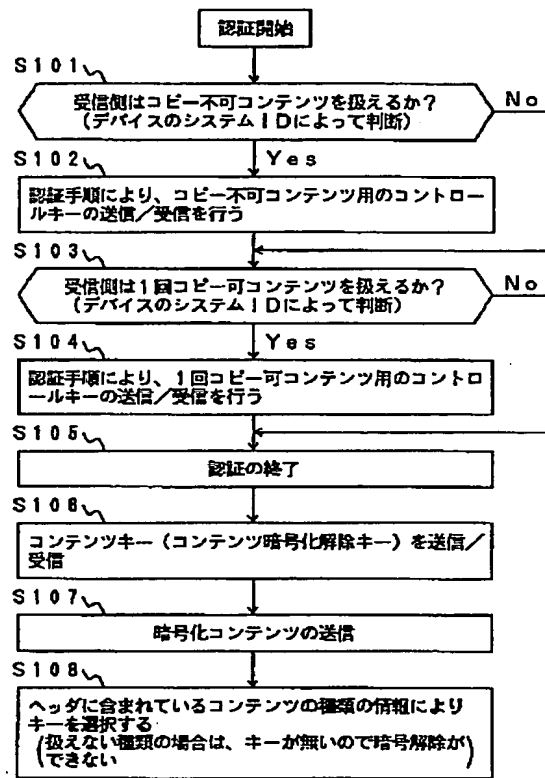 認証開始
S101
受信側はコピー不可コンテンツを扱えるか？
（デバイスのシステムIDによって判断）
No
Yes
S102
認証手順により、コピー不可コンテンツ用のコントロー
ルキーの送信／受信を行う
S103
受信側は1回コピー可コンテンツを扱えるか？
（デバイスのシステムIDによって判断）
No
Yes
S104
認証手順により、1回コピー可コンテンツ用のコントロ
ールキーの送信／受信を行う
S105
認証の終了
S106
コンテンツキー（コンテンツ暗号化解除キー）を送信／
受信
S107
暗号化コンテンツの送信
S108
ヘッダに含まれているコンテンツの種類の情報により
キーを選択する
（扱えない種類の場合は、キーが無いので暗号解除が
できない）